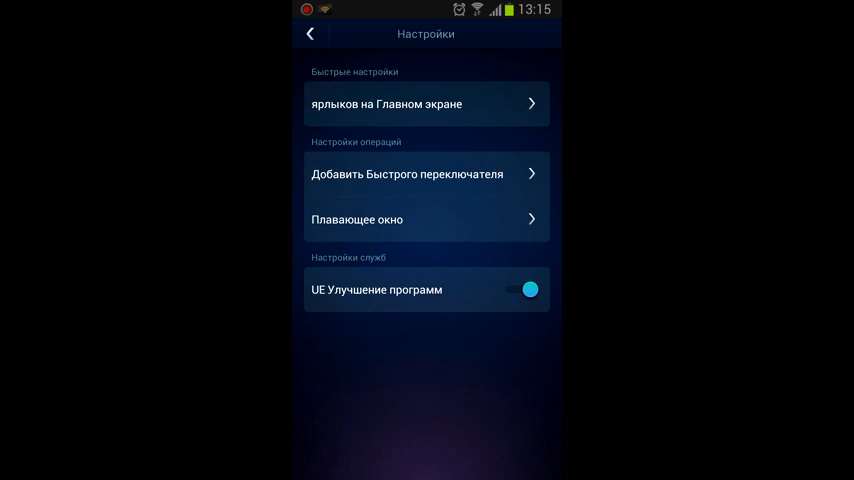 13:15
Настройки
Быстрые настройки
ярлыков на Главном экране
Настройки операций
Добавить Быстрого переключателя
Плавающее окно
Настройки служб
UE Улучшение программ